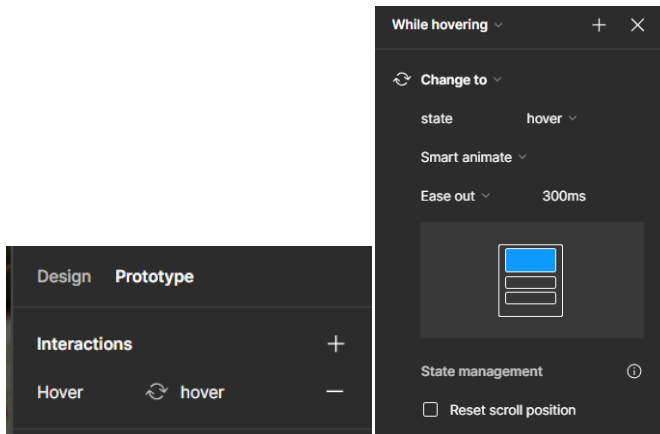 Design Prototype
Interactions
Hover hover
While hovering
Change to
state hover
Smart animate
Ease out 300ms
State management
Reset scroll position